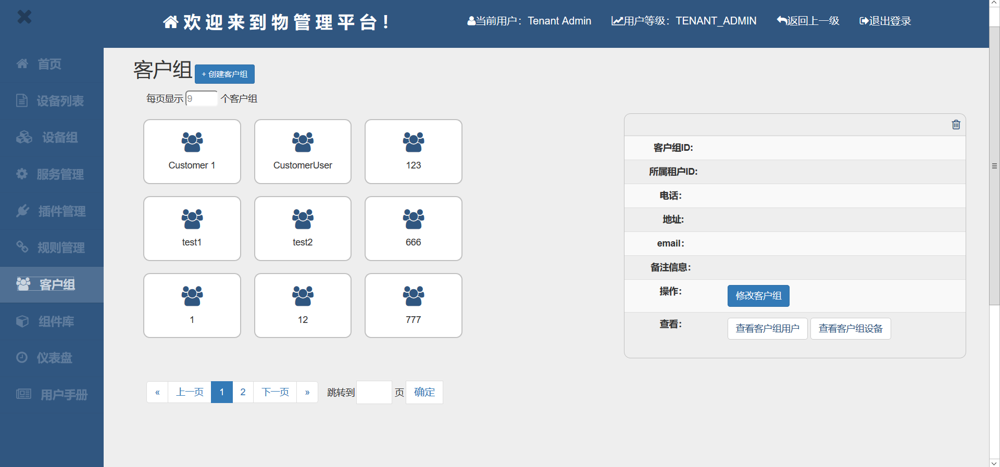 欢迎来到物管理平台！
当前用户：Tenant Admin
用户等级：TENANT_ADMIN
返回上一级
退出登录
首页
设备列表
设备组
服务管理
插件管理
规则管理
客户组
组件库
仪表盘
用户手册
客户组
+ 创建客户组
每页显示 9 个客户组
Customer 1
CustomerUser
123
test1
test2
666
1
12
777
« 上一页 1 2 下一页 »
跳转到 页 确定
客户组ID:
所属租户ID:
电话：
地址:
email：
备注信息：
操作：
修改客户组
查看：
查看客户组用户
查看客户组设备